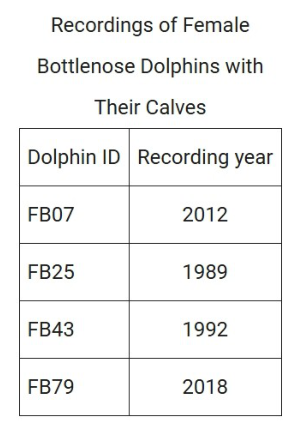 Recordings of Female
Bottlenose Dolphins with
Their Calves
Dolphin ID Recording year
FB07 2012
FB25 1989
FB43 1992
FB79 2018